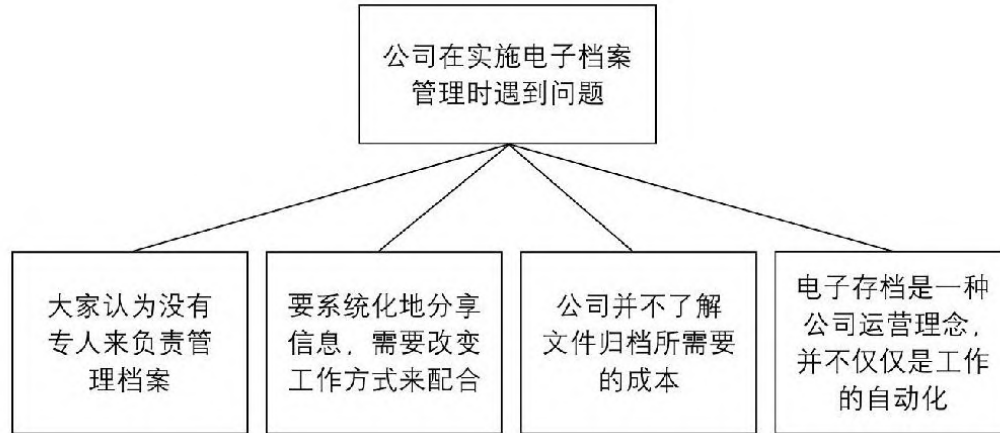 公司在实施电子档案
管理时遇到问题
大家认为没有
专人来负责管
理档案
要系统化地分享
信息，需要改变
工作方式来配合
公司并不了解
文件归档所需要
的成本
电子存档是一种
公司运营理念，
并不仅仅是工作
的自动化